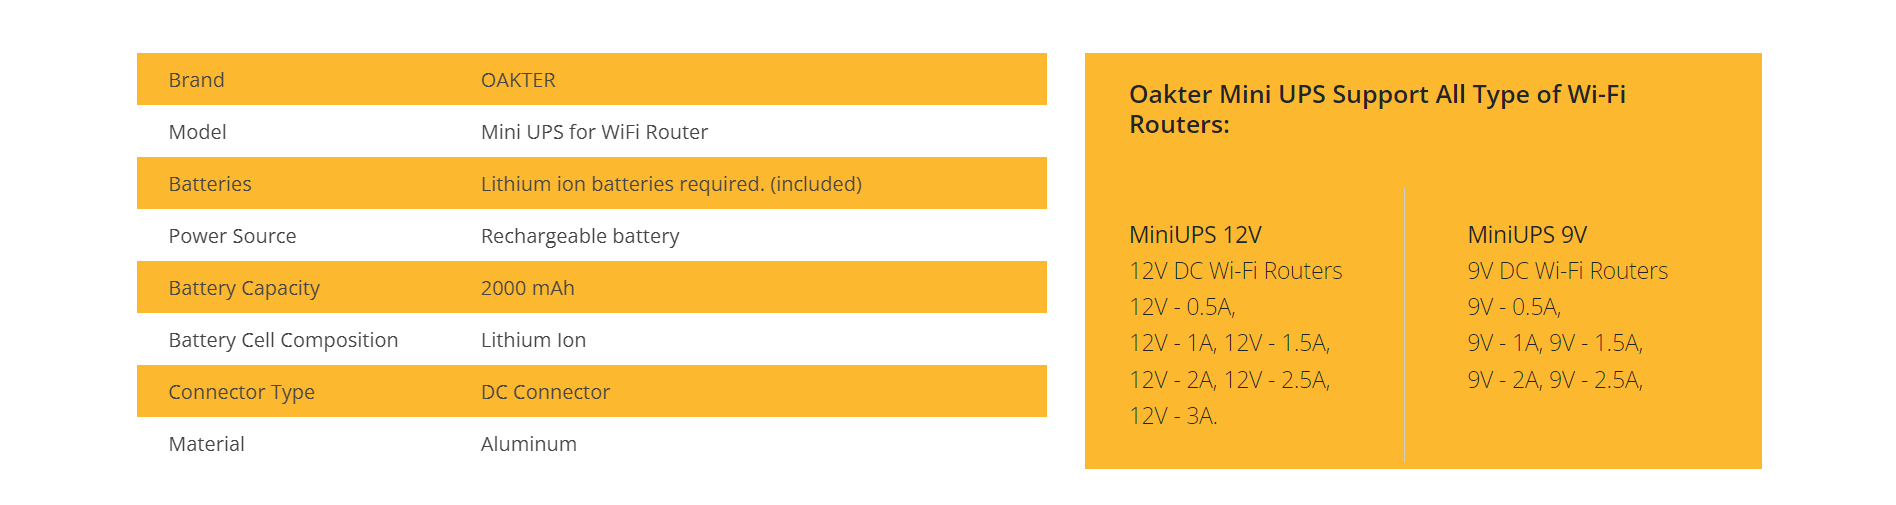 Brand OAKTER
Model Mini UPS for WiFi Router
Batteries Lithium ion batteries required. (included)
Power Source Rechargeable battery
Battery Capacity 2000 mAh
Battery Cell Composition Lithium Ion
Connector Type DC Connector
Material Aluminum
Oakter Mini UPS Support All Type of Wi-Fi
Routers:
MiniUPS 12V
12V DC Wi-Fi Routers
12V - 0.5A,
12V - 1A, 12V - 1.5A,
12V - 2A, 12V - 2.5A,
12V - 3A.
MiniUPS 9V
9V DC Wi-Fi Routers
9V - 0.5A,
9V - 1A, 9V - 1.5A,
9V - 2A, 9V - 2.5A,